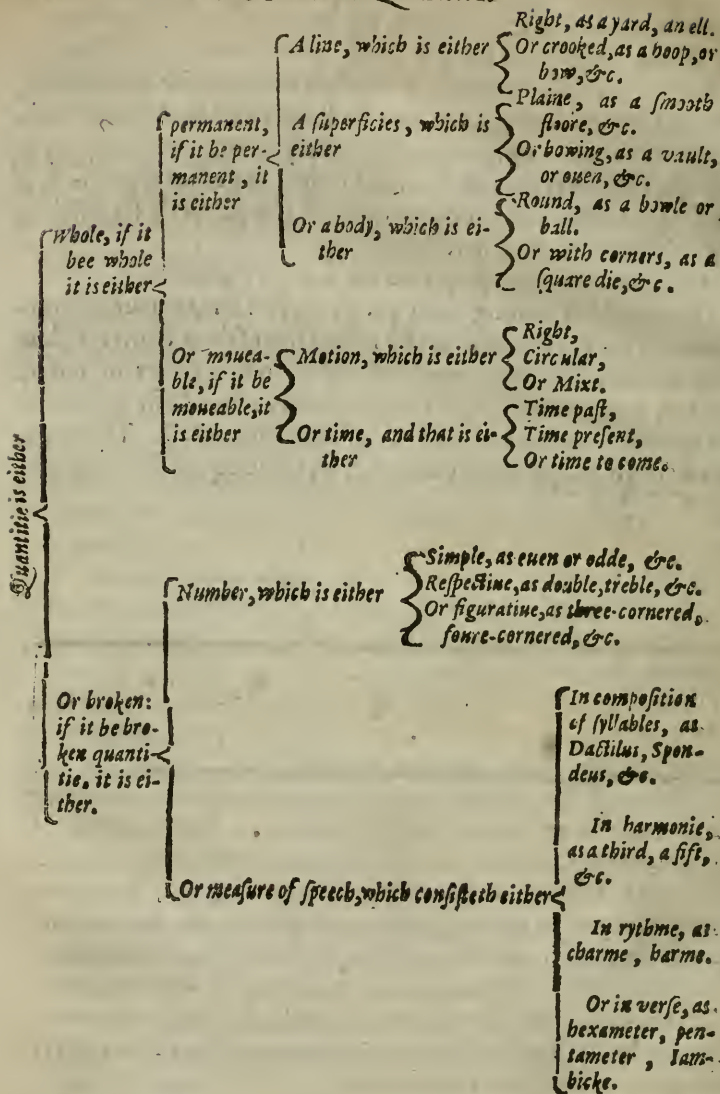 Quantitie is either
Whole, if it
bee whole
it is either
permanent,
if it be per-
manent, it
is either
A line, which is either
Right, as a yard, an ell.
Or crooked, as a hoop, or
bow, &c.
A ſuperficies, which is
either
Plaine, as a ſmooth
floore, &c.
Or bowing, as a vault,
or ouen, &c.
Or a body, which is ei-
ther
Round, as a bowle or
ball.
Or with corners, as a
ſquare die, &c.
Or mouea-
ble, if it be
moueable, it
is either
Motion, which is either
Right,
Circular,
Or Mixt.
Or time, and that is ei-
ther
Time paſt,
Time preſent,
Or time to come.
Or broken:
if it be bro-
ken quanti-
tie, it is ei-
ther.
Number, which is either
Simple, as euen or odde, &c.
Reſpectiue, as double, treble, &c.
Or figuratiue, as three-cornered,
foure-cornered, &c.
Or meaſure of ſpeech, which conſiſteth either
In compoſition
of ſyllables, as
Dactilus, Spon-
deus, &c.
In harmonie,
as a third, a fift,
&c.
In rythme, as
charme, harme.
Or in verſe, as
hexameter, pen-
tameter, Iam-
bicke.